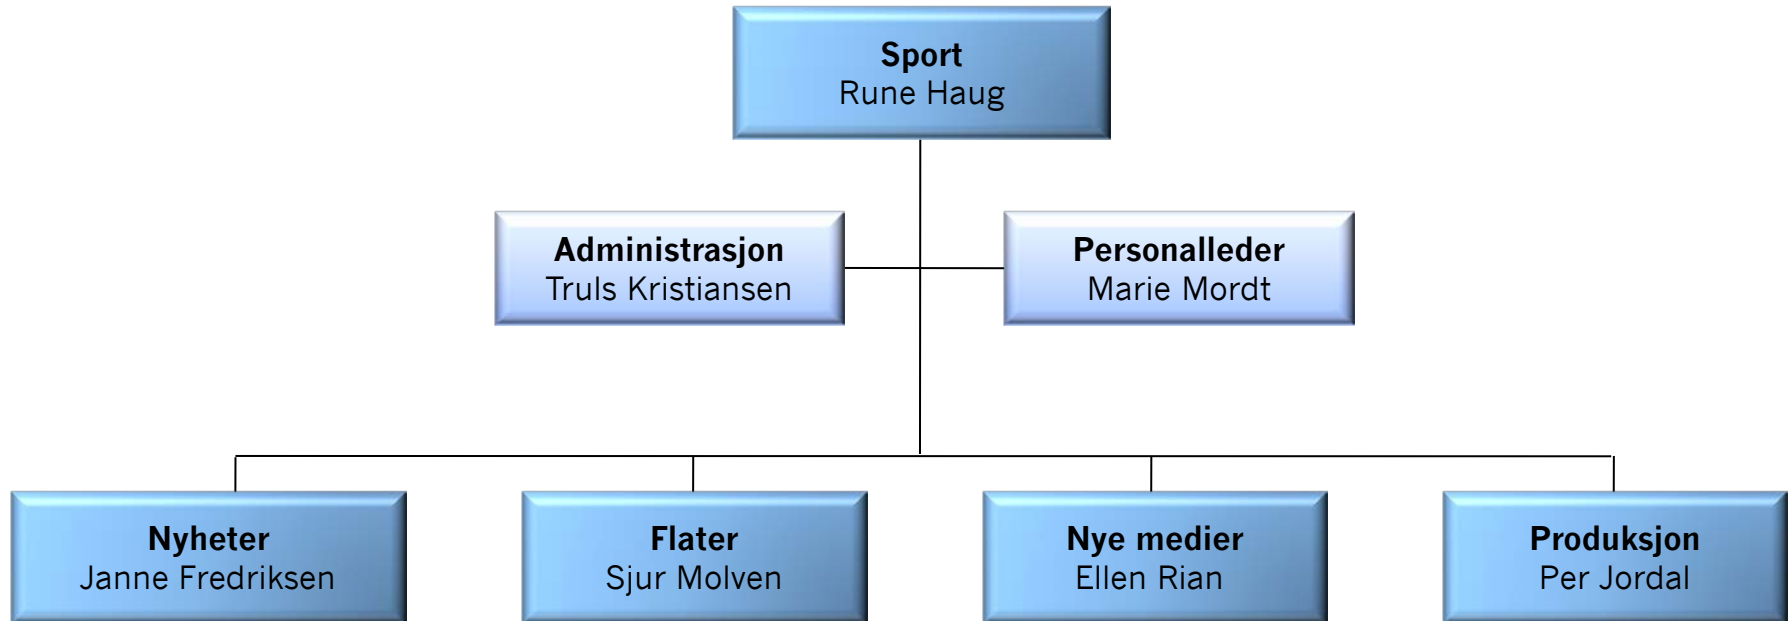 Sport
Rune Haug
Administrasjon
Truls Kristiansen
Personalleder
Marie Mordt
Nyheter
Janne Fredriksen
Flater
Sjur Molven
Nye medier
Ellen Rian
Produksjon
Per Jordal